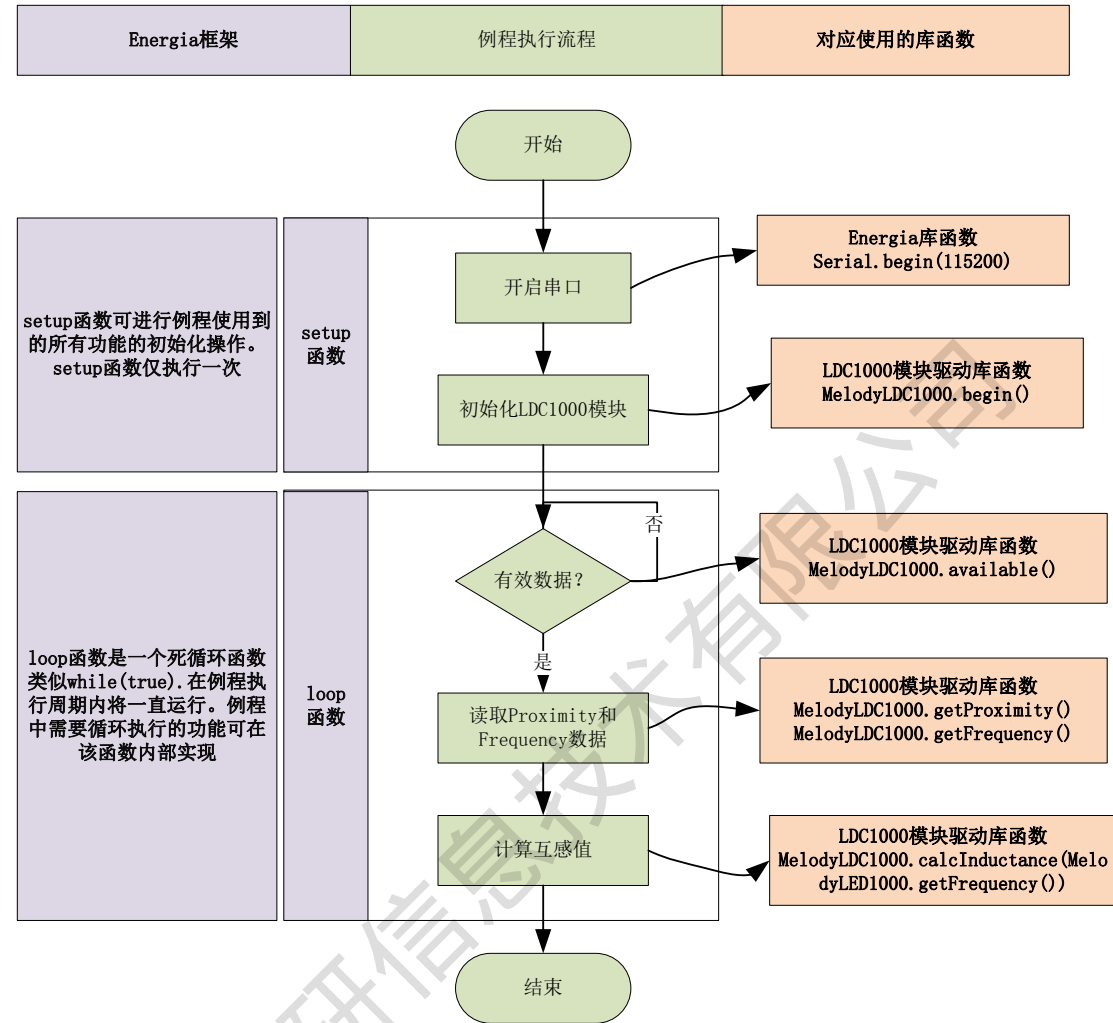 Energia框架
例程执行流程
对应使用的库函数
开始
setup函数可进行例程使用到
的所有功能的初始化操作。
setup函数仅执行一次
setup
函数
开启串口
Energia库函数
Serial.begin(115200)
初始化LDC1000模块
LDC1000模块驱动库函数
MelodyLDC1000.begin()
loop函数是一个死循环函数
类似while(true).在例程执
行周期内将一直运行。例程
中需要循环执行的功能可在
该函数内部实现
loop
函数
否
有效数据?
LDC1000模块驱动库函数
MelodyLDC1000.available()
是
读取Proximity和
Frequency数据
LDC1000模块驱动库函数
MelodyLDC1000.getProximity()
MelodyLDC1000.getFrequency()
计算互感值
LDC1000模块驱动库函数
MelodyLDC1000.calcInductance(Melo
dyLED1000.getFrequency())
结束
研信息技术有限公司